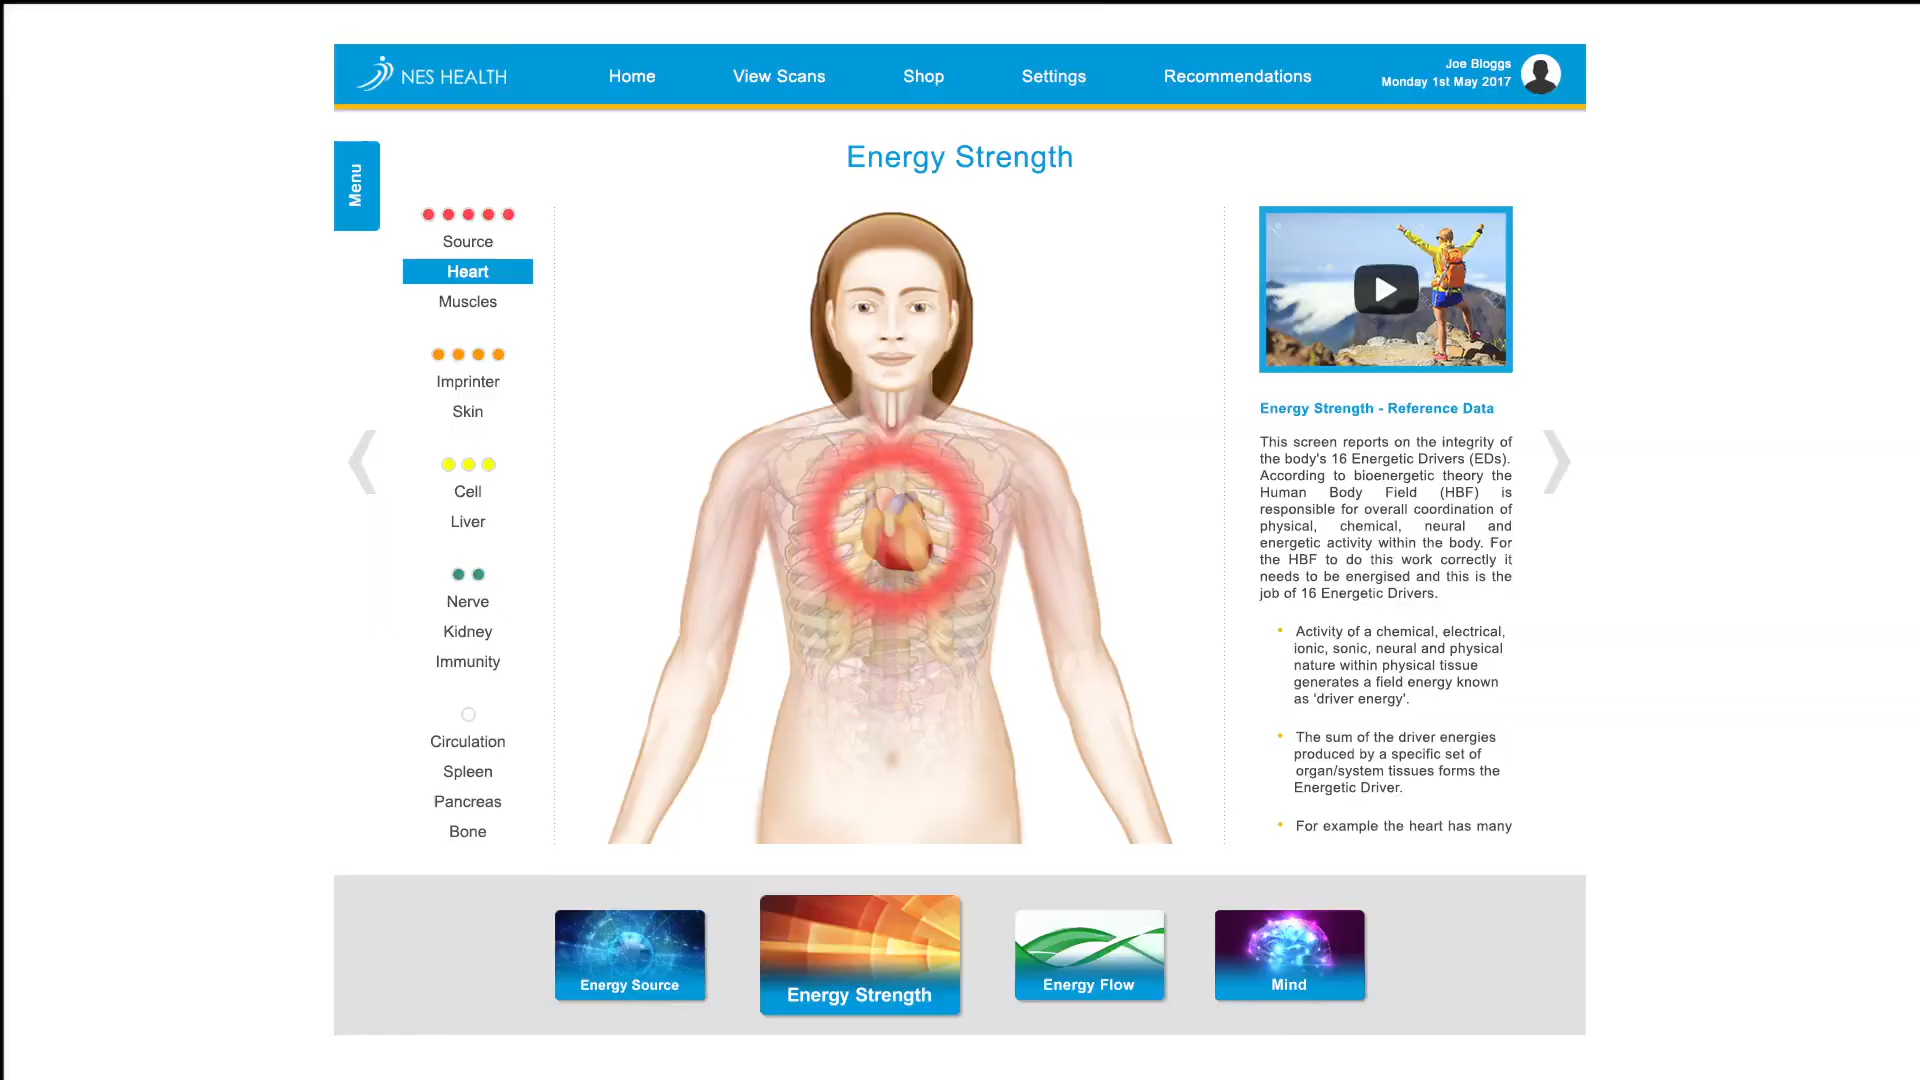 NES HEALTH
Home
View Scans
Shop
Settings
Recommendations
Joe Bloggs
Monday 1st May 2017
Menu
Energy Strength
Source
Heart
Muscles
Imprinter
Skin
Cell
Liver
Nerve
Kidney
Immunity
Circulation
Spleen
Pancreas
Bone
Energy Strength - Reference Data
This screen reports on the integrity of
the body's 16 Energetic Drivers (EDs).
According to bioenergetic theory the
Human Body Field (HBF) is
responsible for overall coordination of
physical, chemical, neural and
energetic activity within the body. For
the HBF to do this work correctly it
needs to be energised and this is the
job of 16 Energetic Drivers.
• Activity of a chemical, electrical,
ionic, sonic, neural and physical
nature within physical tissue
generates a field energy known
as 'driver energy'.
• The sum of the driver energies
produced by a specific set of
organ/system tissues forms the
Energetic Driver.
• For example the heart has many
Energy Source
Energy Strength
Energy Flow
Mind